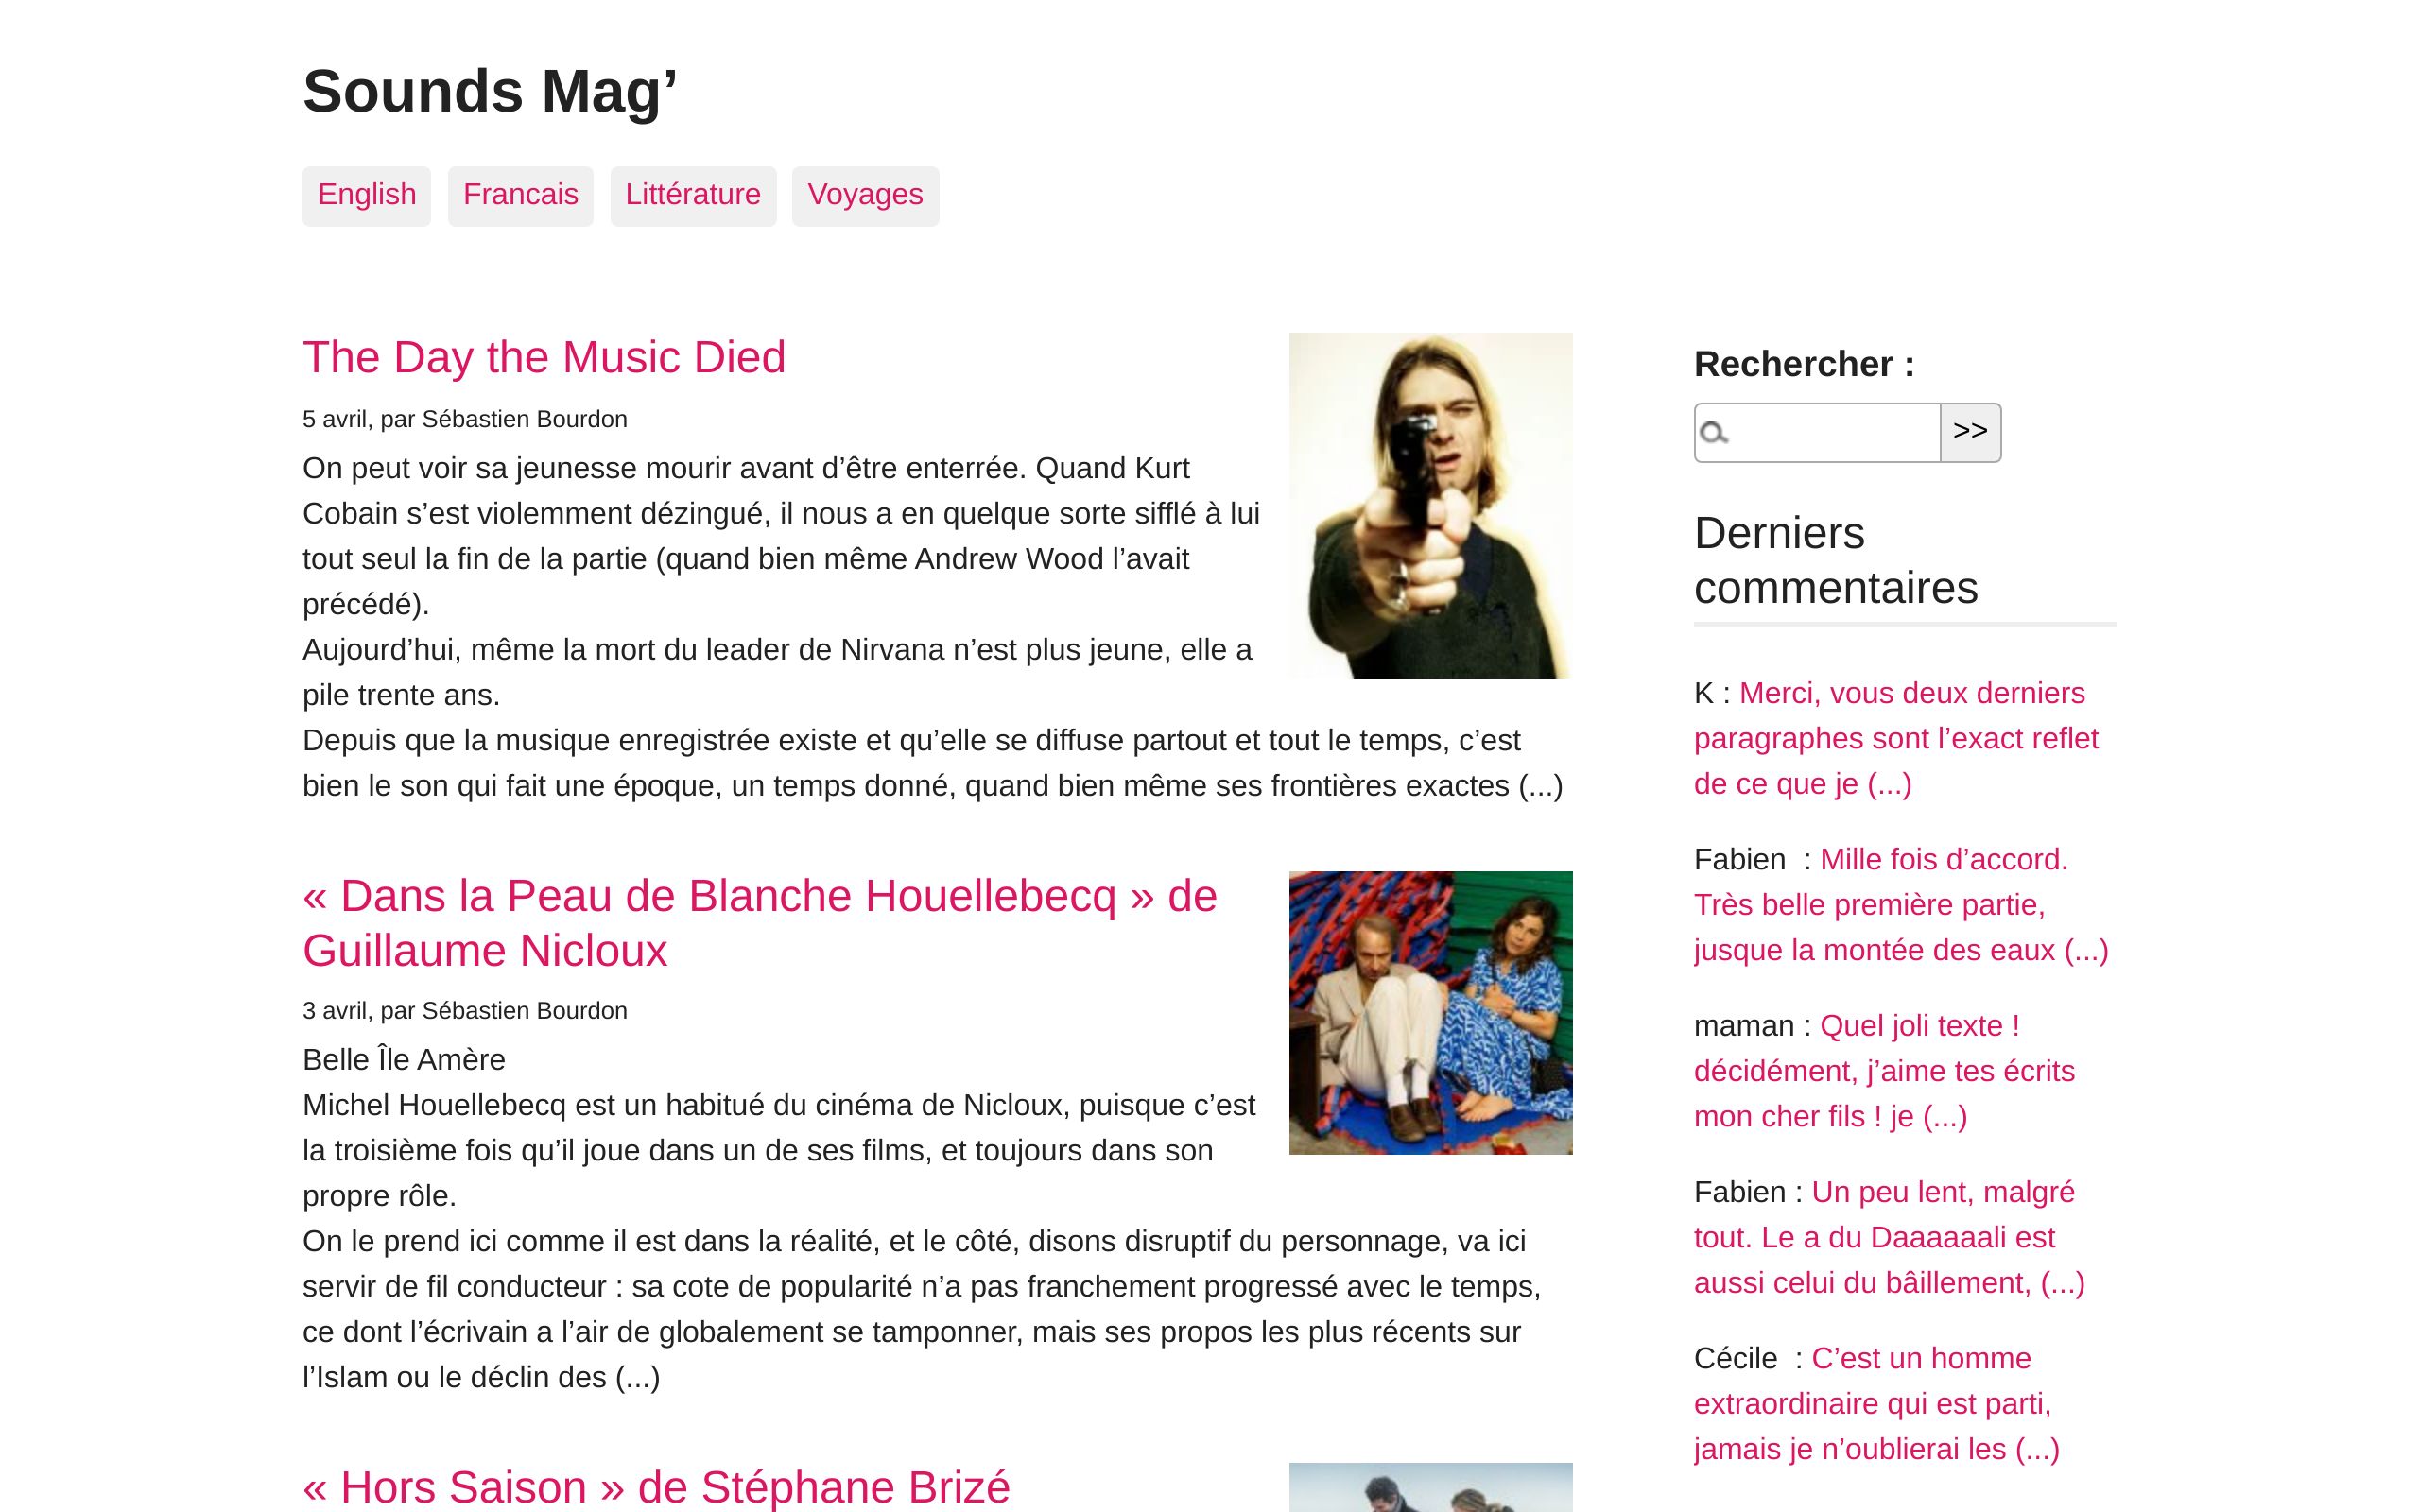 Sounds Mag’
English Francais Littérature Voyages
The Day the Music Died
5 avril, par Sébastien Bourdon
On peut voir sa jeunesse mourir avant d’être enterrée. Quand Kurt
Cobain s’est violemment dézingué, il nous a en quelque sorte sifflé à lui
tout seul la fin de la partie (quand bien même Andrew Wood l’avait
précédé).
Aujourd’hui, même la mort du leader de Nirvana n’est plus jeune, elle a
pile trente ans.
Depuis que la musique enregistrée existe et qu’elle se diffuse partout et tout le temps, c’est
bien le son qui fait une époque, un temps donné, quand bien même ses frontières exactes (...)
« Dans la Peau de Blanche Houellebecq » de
Guillaume Nicloux
3 avril, par Sébastien Bourdon
Belle Île Amère
Michel Houellebecq est un habitué du cinéma de Nicloux, puisque c’est
la troisième fois qu’il joue dans un de ses films, et toujours dans son
propre rôle.
On le prend ici comme il est dans la réalité, et le côté, disons disruptif du personnage, va ici
servir de fil conducteur : sa cote de popularité n’a pas franchement progressé avec le temps,
ce dont l’écrivain a l’air de globalement se tamponner, mais ses propos les plus récents sur
l’Islam ou le déclin des (...)
« Hors Saison » de Stéphane Brizé
Rechercher :
>>
Derniers
commentaires
K : Merci, vous deux derniers
paragraphes sont l’exact reflet
de ce que je (...)
Fabien  : Mille fois d’accord.
Très belle première partie,
jusque la montée des eaux (...)
maman : Quel joli texte !
décidément, j’aime tes écrits
mon cher fils ! je (...)
Fabien : Un peu lent, malgré
tout. Le a du Daaaaaali est
aussi celui du bâillement, (...)
Cécile  : C’est un homme
extraordinaire qui est parti,
jamais je n’oublierai les (...)